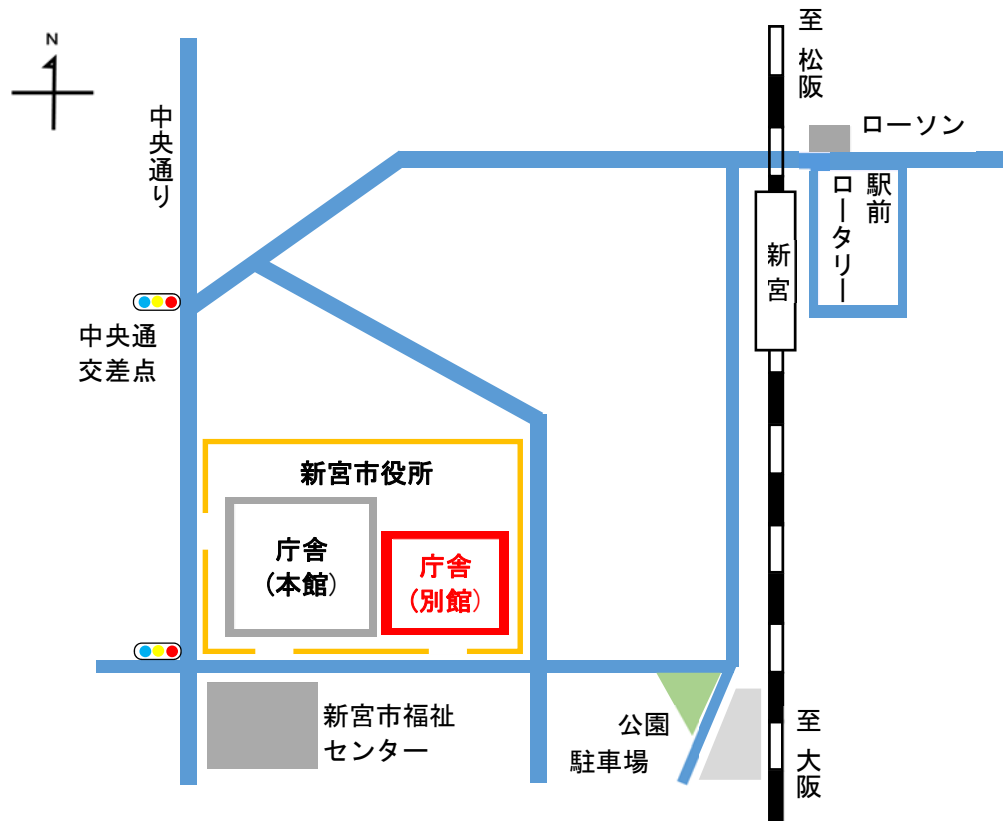 N
至 松阪
中央通り
ローソン
駅前
ロータリー
新宮
中央通
交差点
新宮市役所
庁舎
(本館)
庁舎
(別館)
新宮市福祉
センター
公園
駐車場
至 大阪